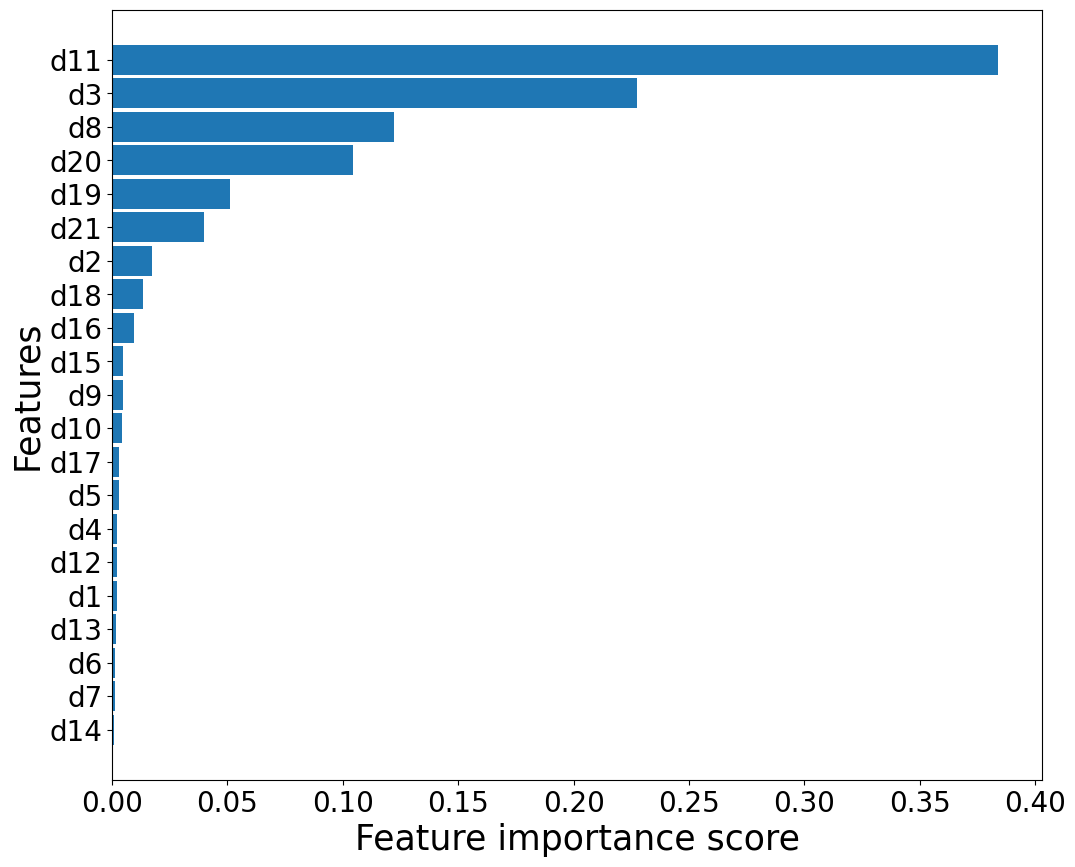 d11
d3
d8
d20
d19
d21
d2
d18
d16
d15
d9
d10
d17
d5
d4
d12
d1
d13
d6
d7
d14
Features
0.00 0.05 0.10 0.15 0.20 0.25 0.30 0.35 0.40
Feature importance score